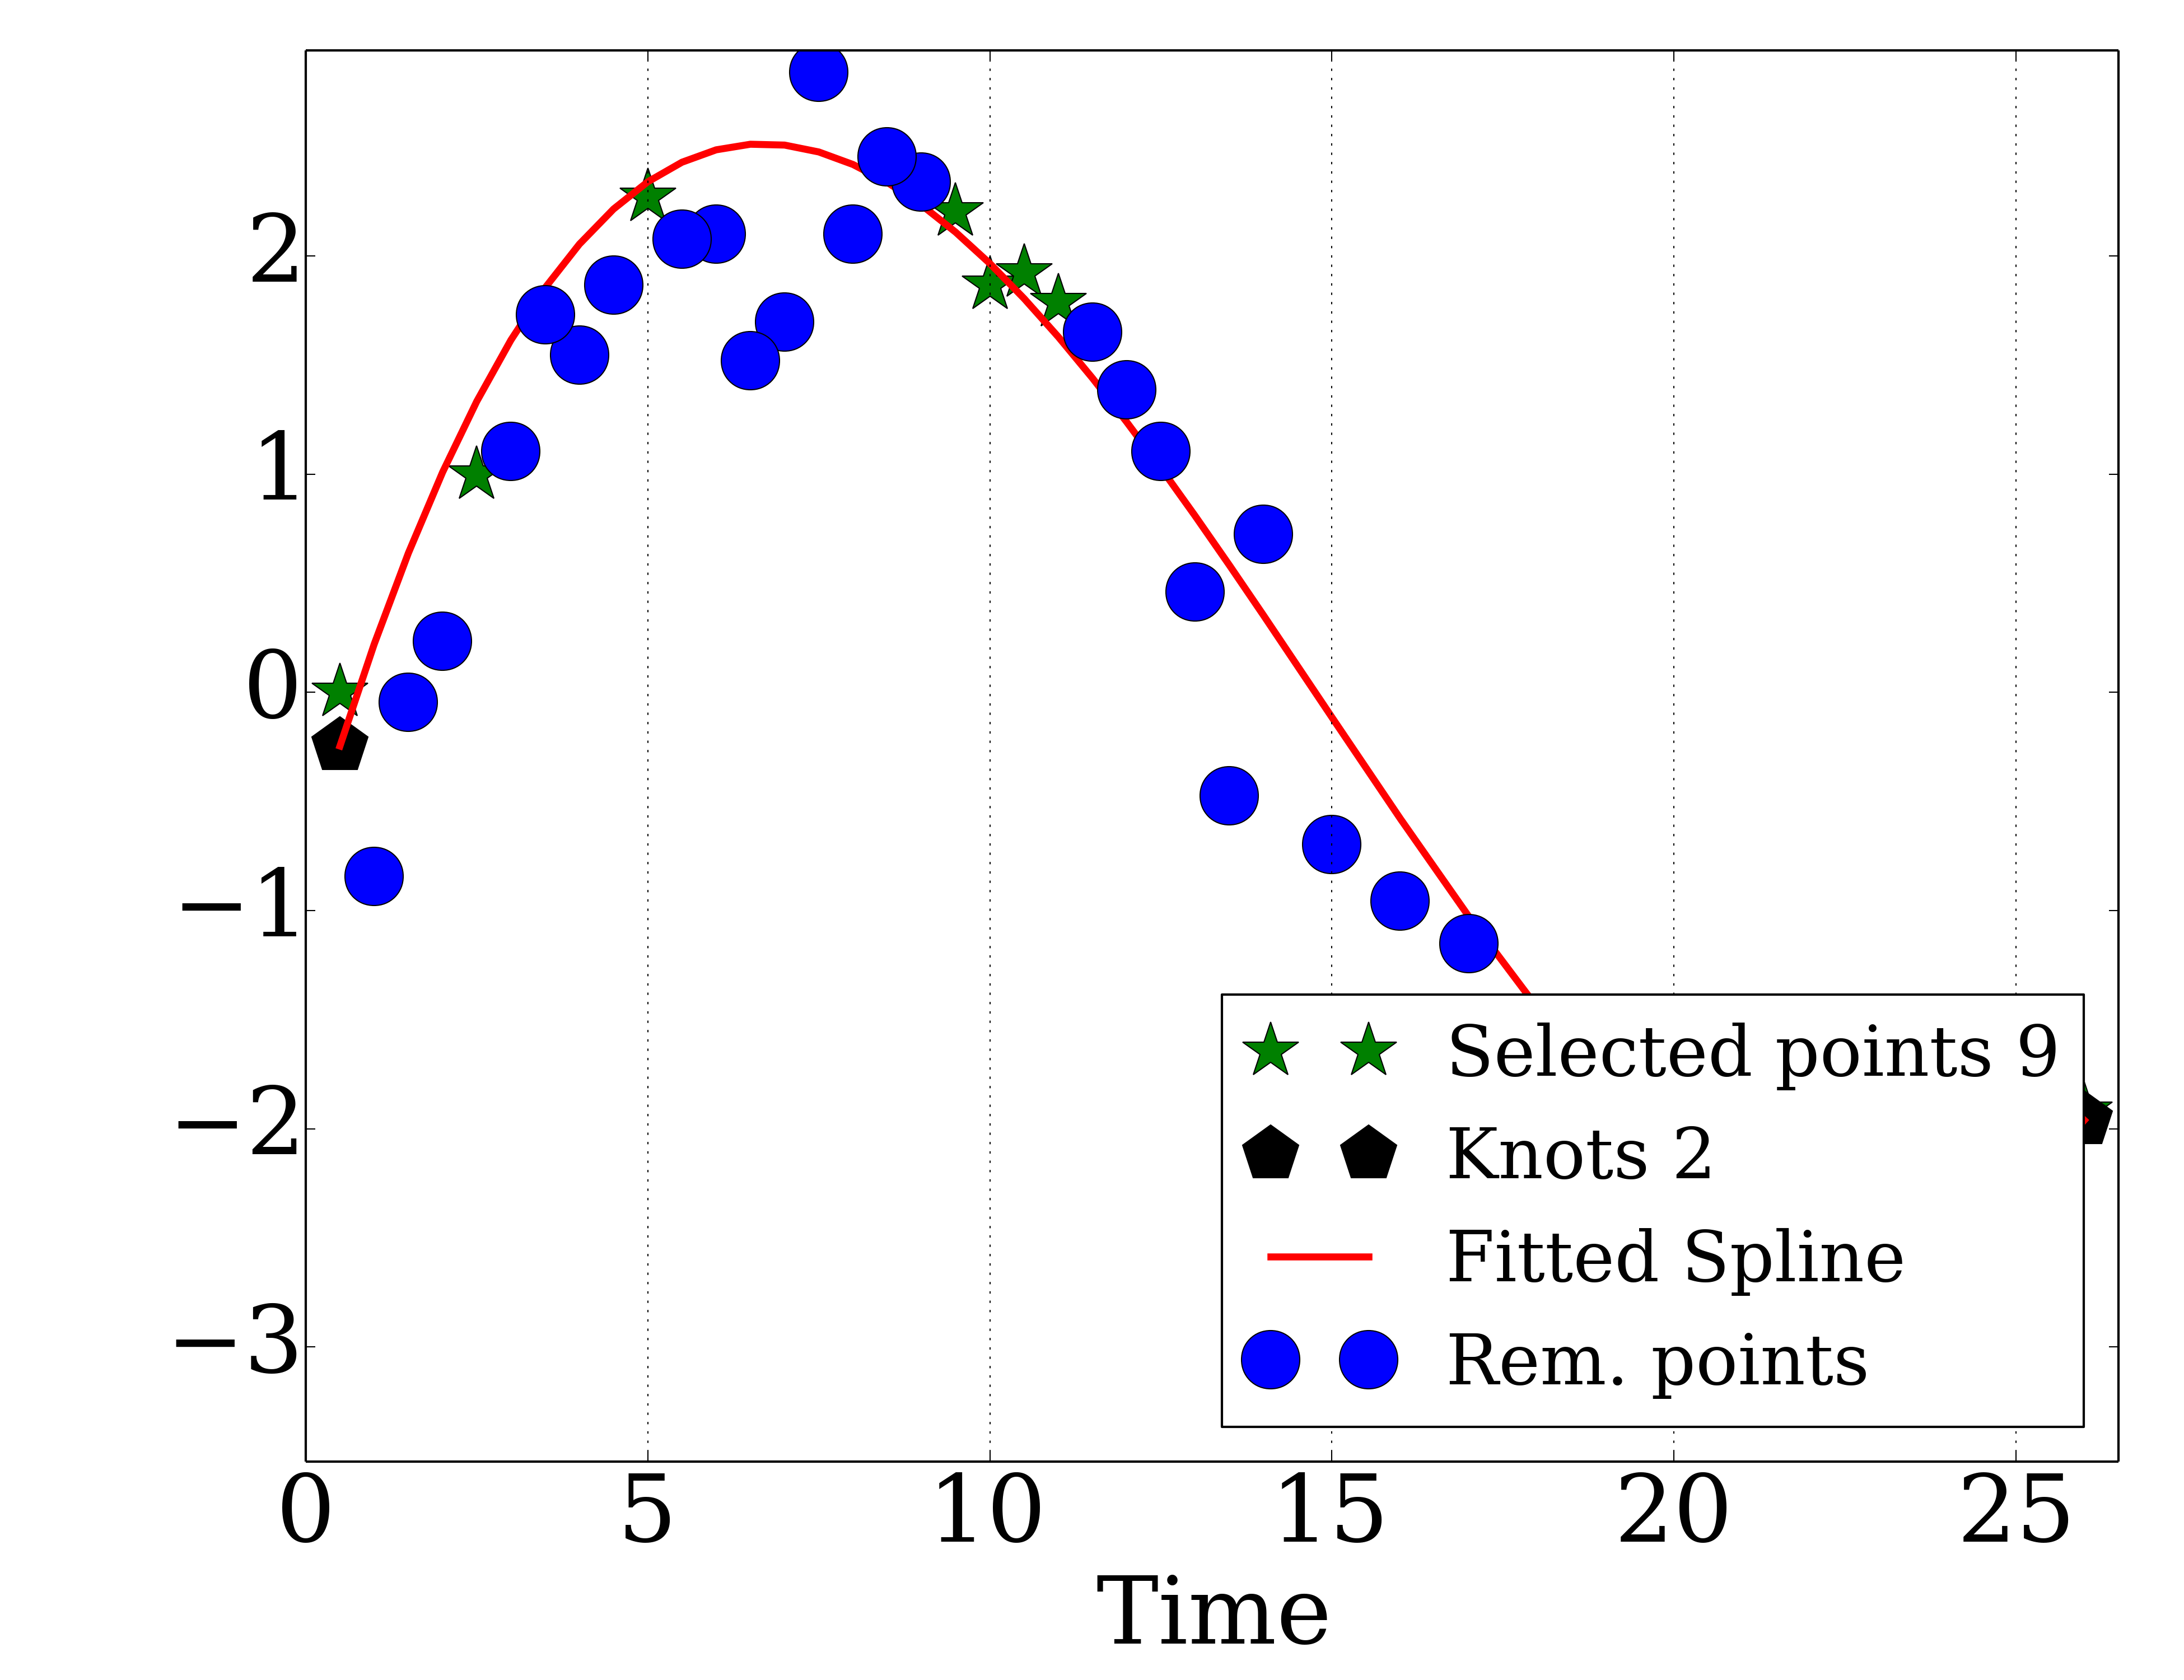 2
1
0
−1
−2
−3
Selected points 9
Knots 2
Fitted Spline
Rem. points
0 5 10 15 20 25
Time